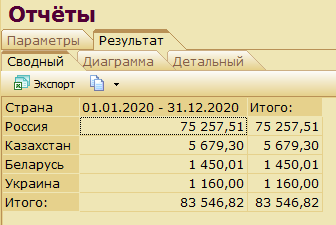 Отчёты
Параметры Результат
Сводный Диаграмма Детальный
Экспорт
Страна 01.01.2020 - 31.12.2020 Итого:
Россия 75 257,51 75 257,51
Казахстан 5 679,30 5 679,30
Беларусь 1 450,01 1 450,01
Украина 1 160,00 1 160,00
Итого: 83 546,82 83 546,82